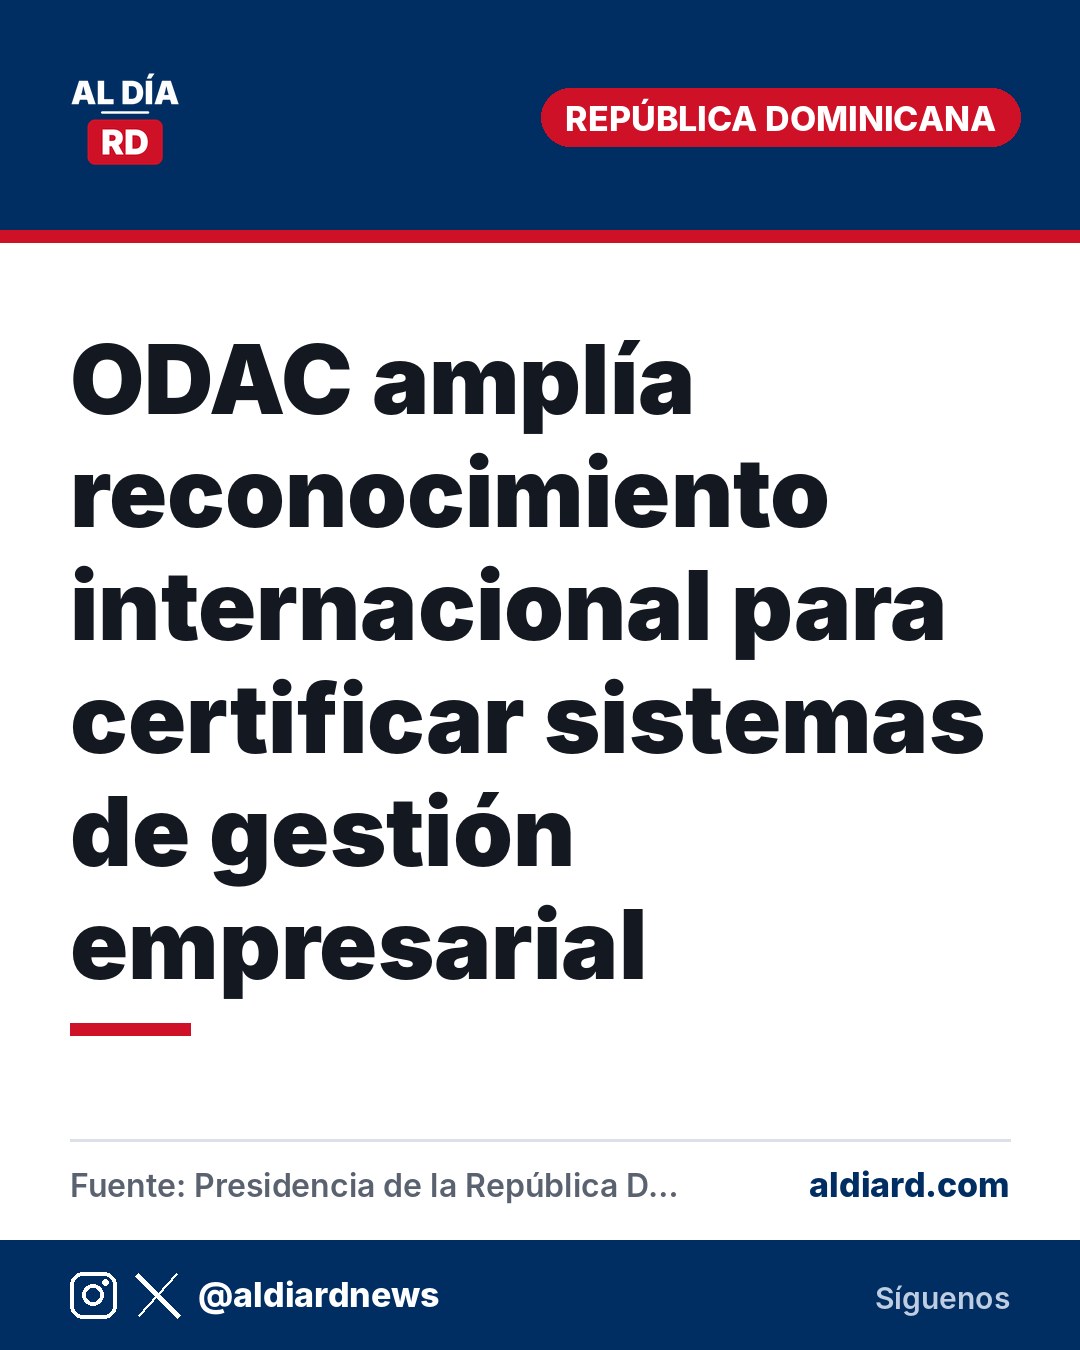 AL DÍA
RD
REPÚBLICA DOMINICANA
ODAC amplía
reconocimiento
internacional para
certificar sistemas
de gestión
empresarial
Fuente: Presidencia de la República D...
aldiard.com
@aldiardnews
Síguenos